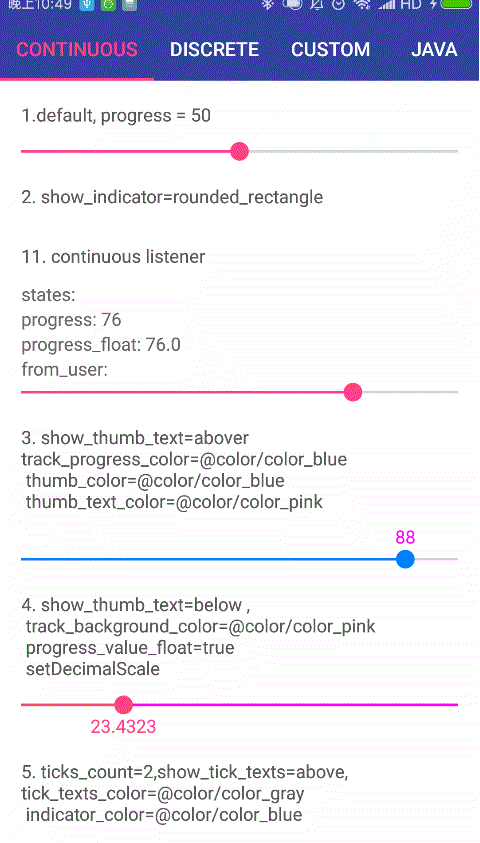 晚上10:49 HD
CONTINUOUS DISCRETE CUSTOM JAVA
1.default, progress = 50
2. show_indicator=rounded_rectangle
11. continuous listener
states:
progress: 76
progress_float: 76.0
from_user:
3. show_thumb_text=abover
track_progress_color=@color/color_blue
thumb_color=@color/color_blue
thumb_text_color=@color/color_pink
88
4. show_thumb_text=below ,
track_background_color=@color/color_pink
progress_value_float=true
setDecimalScale
23.4323
5. ticks_count=2,show_tick_texts=above,
tick_texts_color=@color/color_gray
indicator_color=@color/color_blue